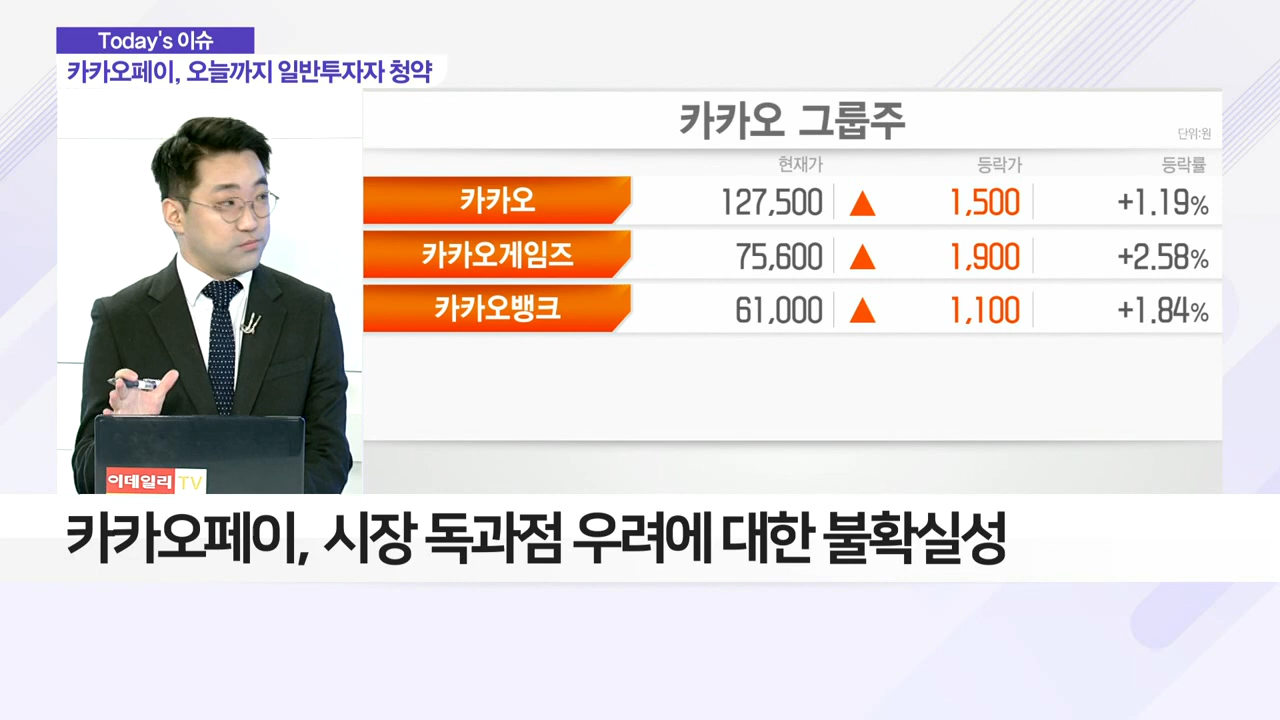 Today's 이슈
카카오페이, 오늘까지 일반투자자 청약
카카오 그룹주
단위:원
현재가 등락가 등락률
카카오 127,500 ▲ 1,500 +1.19%
카카오게임즈 75,600 ▲ 1,900 +2.58%
카카오뱅크 61,000 ▲ 1,100 +1.84%
이데일리 TV
카카오페이, 시장 독과점 우려에 대한 불확실성